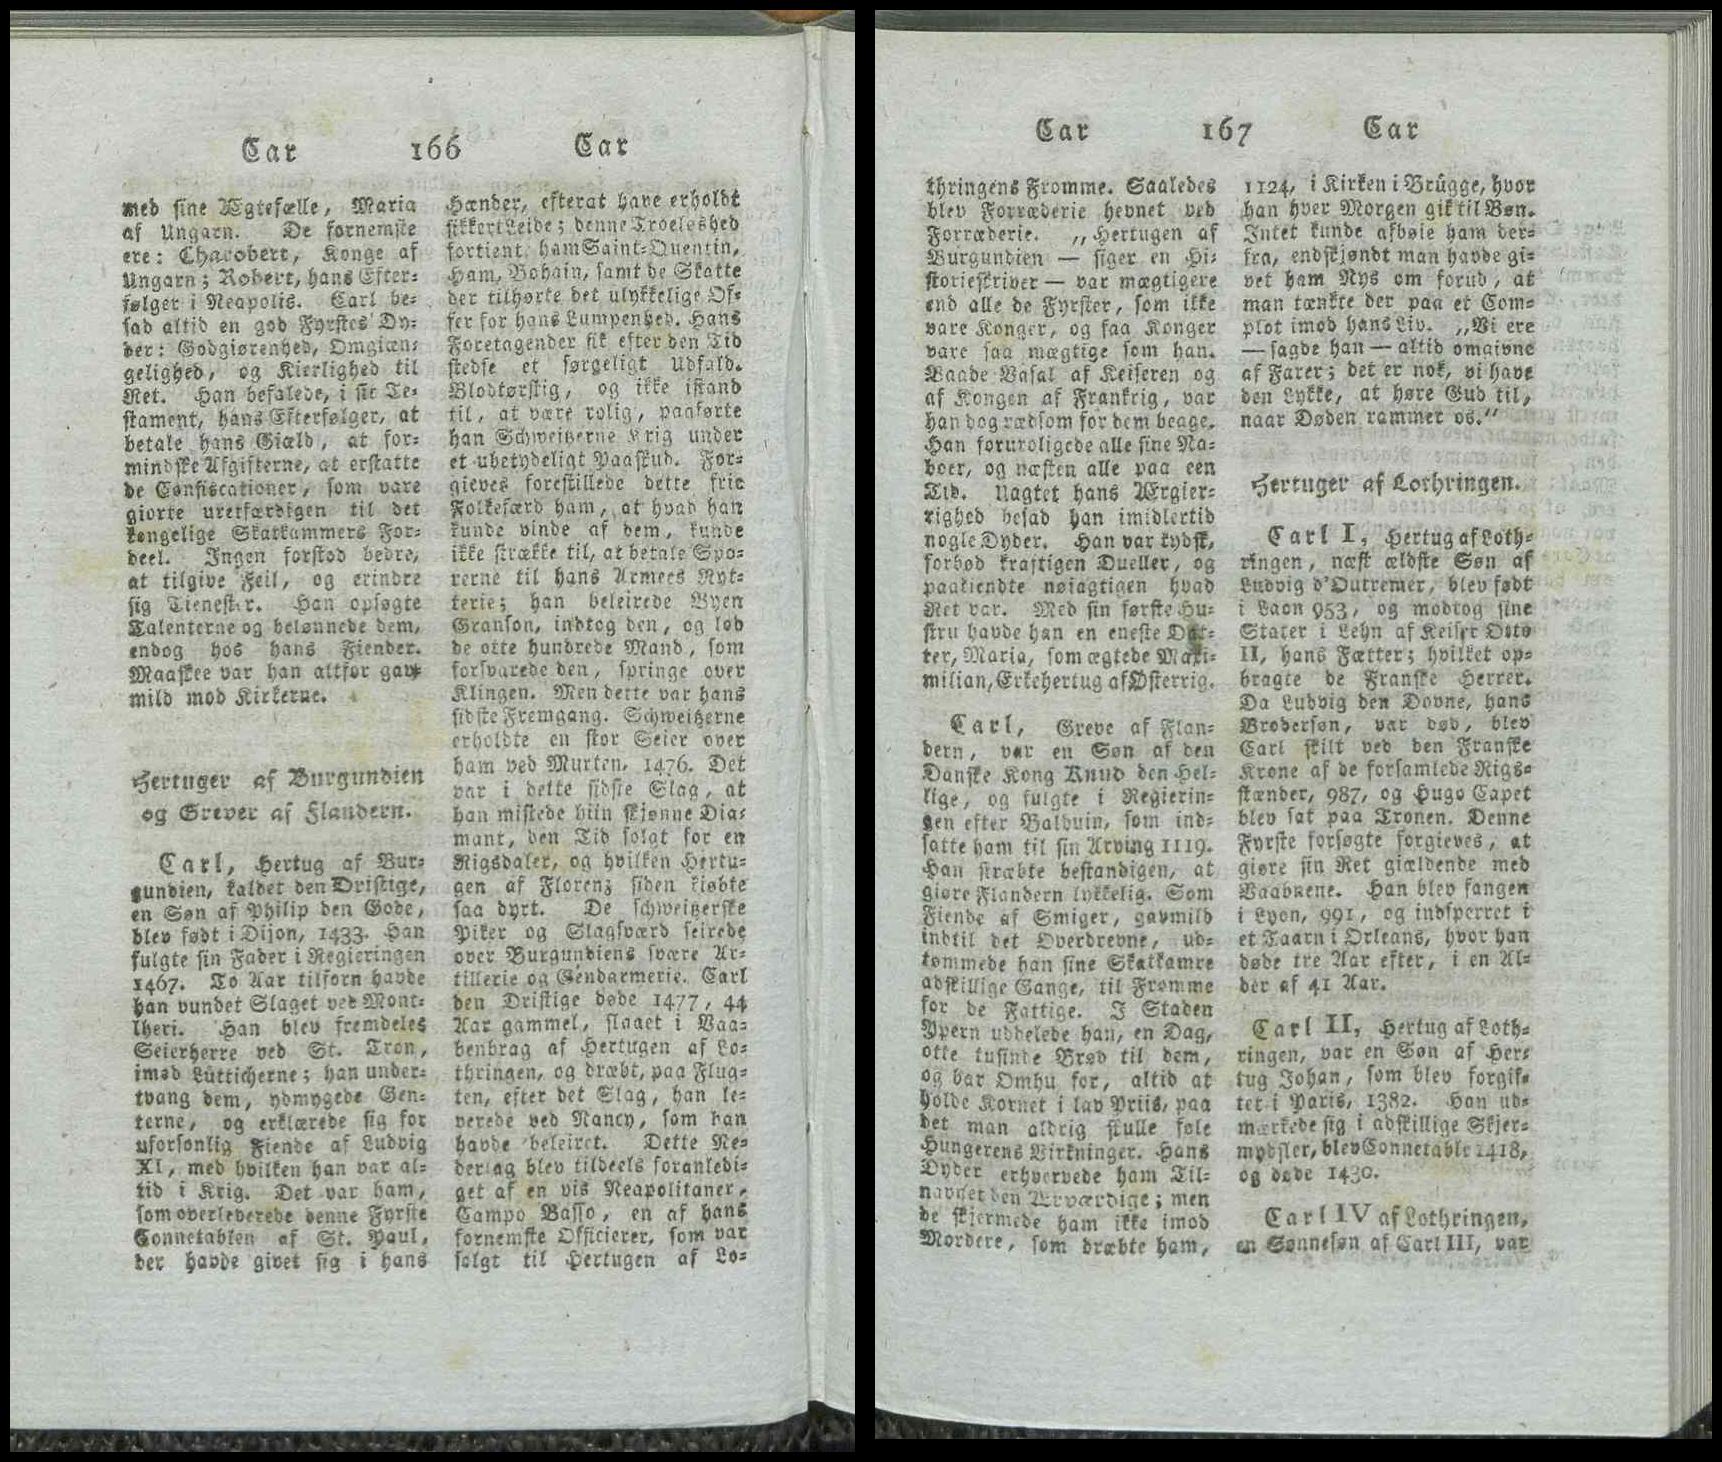 Car 166 Car
med sine Ægtefælle, Maria
af Ungarn. De fornemste
ere: Charobert, Konge af
Ungarn; Robert, hans Efter-
følger i Neapolis. Carl be-
sad altid en god Fyrstes Dy-
der: Godgiørenhed, Omgiæn-
gelighed, og Kierlighed til
Ret. Han befalede, i sit Te-
stament, hans Efterfølger, at
betale hans Giæld, at for-
mindske Afgifterne, at erstatte
de Confiscationer, som vare
giorte uretfærdigen til det
kongelige Skatkammers For-
deel. Ingen forstod bedre,
at tilgive Feil, og erindre
sig Tienester. Han opsøgte
Talenterne og belønnede dem,
endog hos hans Fiender.
Maaskee var han altfor gav-
mild mod Kirkerne.
Hertuger af Burgundien
og Grever af Flandern.
Carl, Hertug af Bur-
gundien, kaldet den Dristige,
en Søn af Philip den Gode,
blev født i Dijon, 1433. Han
fulgte sin Fader i Regieringen
1467. To Aar tilforn havde
han vundet Slaget ved Mont-
lheri. Han blev fremdeles
Seierherre ved St. Tron,
imod Lütticherne; han under-
tvang dem, ydmygede Gen-
terne, og erklærede sig for
uforsonlig Fiende af Ludvig
XI, med hvilken han var al-
tid i Krig. Det var ham,
som overleverede denne Fyrste
Connetablen af St. Paul,
der havde givet sig i hans
Hænder, efterat have erholdt
sikkert Leide; denne Troeløshed
fortient ham Saint-Quentin,
Ham, Bohain, samt de Skatte
der tilhørte det ulykkelige Of-
fer for hans Lumpenhed. Hans
Foretagender fik efter den Tid
stedse et sørgeligt Udfald.
Blodtørstig, og ikke istand
til, at være rolig, paaførte
han Schweitzerne Krig under
et ubetydeligt Paaskud. For-
gieves forestillede dette frie
Folkefærd ham, at hvad han
kunde vinde af dem, kunde
ikke strække til, at betale Spo-
rerne til hans Armees Ryt-
terie; han beleirede Byen
Granson, indtog den, og lod
de otte hundrede Mand, som
forsvarede den, springe over
Klingen. Men dette var hans
sidste Fremgang. Schweitzerne
erholdte en stor Seier over
ham ved Murten, 1476. Det
var i dette sidste Slag, at
han mistede hiin skjønne Dia-
mant, den Tid solgt for en
Rigsdaler, og hvilken Hertu-
gen af Florenz siden kiøbte
saa dyrt. De schweitzerske
Piker og Slagsværd seirede
over Burgundiens svære Ar-
tillerie og Géndarmerie. Carl
den Dristige døde 1477, 44
Aar gammel, slaaet i Vaa-
benbrag af Hertugen af Lo-
thringen, og dræbt, paa Flug-
ten, efter det Slag, han le-
verede ved Nancy, som han
havde beleiret. Dette Ne-
derlag blev tildeels foranledi-
get af en vis Neapolitaner,
Campo Basso, en af hans
fornemste Officierer, som var
solgt til Hertugen af Lo-
Car 167 Car
thringens Fromme. Saaledes
blev Forræderie hevnet ved
Forræderie. „Hertugen af
Burgundien — siger en Hi-
storieskriver — var mægtigere
end alle de Fyrster, som ikke
vare Konger, og faa Konger
vare saa mægtige som han.
Baade Vasal af Keiseren og
af Kongen af Frankrig, var
han dog rædsom for dem begge.
Han foruroligede alle sine Na-
boer, og næsten alle paa een
Tid. Uagtet hans Ærgier-
righed besad han imidlertid
nogle Dyder. Han var kydsk,
forbød kraftigen Dueller, og
paakiendte nøiagtigen hvad
Ret var. Med sin første Hu-
stru havde han en eneste Dat-
ter, Maria, som ægtede Maxi-
milian, Erkehertug af Østerrig.
Carl, Greve af Flan-
dern, var en Søn af den
Danske Kong Knud den Hel-
lige, og fulgte i Regierin-
gen efter Balduin, som ind-
satte ham til sin Arving 1119.
Han stræbte bestandigen, at
giøre Flandern lykkelig. Som
Fiende af Smiger, gavmild
indtil det Overdrevne, ud-
tømmede han sine Skatkamre
adskillige Gange, til Fromme
for de Fattige. I Staden
Ypern uddelede han, en Dag,
otte tusinde Brød til dem,
og bar Omhu for, altid at
holde Kornet i lav Priis, paa
det man aldrig skulle føle
Hungerens Virkninger. Hans
Dyder erhvervede ham Til-
navnet den Ærværdige; men
de skjermede ham ikke imod
Mordere, som dræbte ham,
1124, i Kirken i Brügge, hvor
han hver Morgen gik til Bøn.
Intet kunde afbøie ham der-
fra, endskjøndt man havde gi-
vet ham Nys om forud, at
man tænkte der paa et Com-
plot imod hans Liv. „Vi ere
— sagde han — altid omgivne
af Farer; det er nok, vi have
den Lykke, at høre Gud til,
naar Døden rammer os.“
Hertuger af Lothringen.
Carl I, Hertug af Loth-
ringen, næst ældste Søn af
Ludvig d'Outremer, blev født
i Laon 953, og modtog sine
Stater i Lehn af Keiser Otto
II, hans Fætter; hvilket op-
bragte de Franske Herrer.
Da Ludvig den Dovne, hans
Brodersøn, var død, blev
Carl skilt ved den Franske
Krone af de forsamlede Rigs-
stænder, 987, og Hugo Capet
blev sat paa Tronen. Denne
Fyrste forsøgte forgieves, at
giøre sin Ret giældende med
Vaabnene. Han blev fangen
i Lyon, 991, og indsperret i
et Taarn i Orleans, hvor han
døde tre Aar efter, i en Al-
der af 41 Aar.
Carl II, Hertug af Loth-
ringen, var en Søn af Her-
tug Johan, som blev forgif-
tet i Paris, 1382. Han ud-
mærkede sig i adskillige Skjer-
mydsler, blev Connetable 1418,
og døde 1430.
Carl IV af Lothringen,
en Sønnesøn af Carl III, var